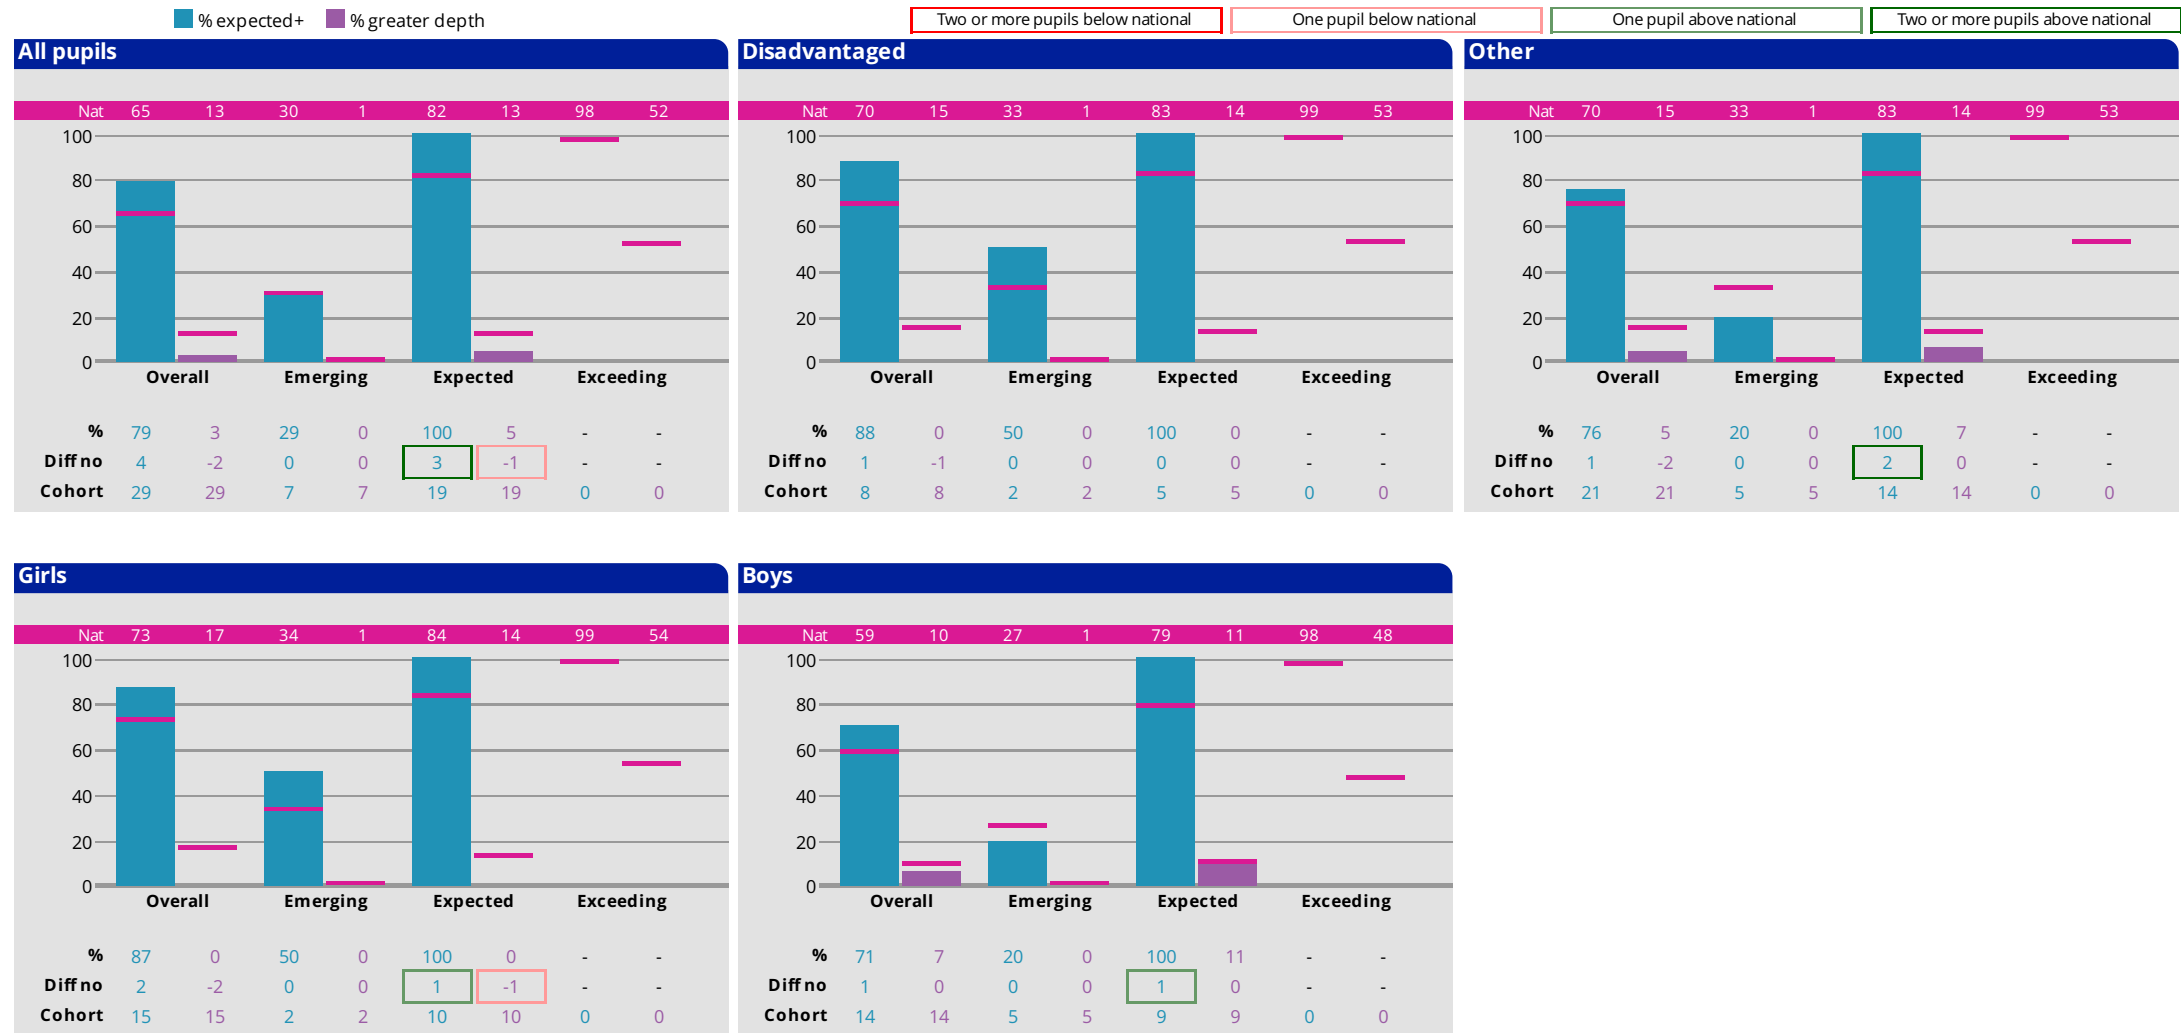 % expected+ % greater depth Two or more pupils below national One pupil below national One pupil above national Two or more pupils above national
All pupils
Nat 65 13 30 1 82 13 98 52
100
80
60
40
20
0
Overall Emerging Expected Exceeding
% 79 3 29 0 100 5 - -
Diff no 4 -2 0 0 3 -1 - -
Cohort 29 29 7 7 19 19 0 0
Disadvantaged
Nat 70 15 33 1 83 14 99 53
100
80
60
40
20
0
Overall Emerging Expected Exceeding
% 88 0 50 0 100 0 - -
Diff no 1 -1 0 0 0 0 - -
Cohort 8 8 2 2 5 5 0 0
Other
Nat 70 15 33 1 83 14 99 53
100
80
60
40
20
0
Overall Emerging Expected Exceeding
% 76 5 20 0 100 7 - -
Diff no 1 -2 0 0 2 0 - -
Cohort 21 21 5 5 14 14 0 0
Girls
Nat 73 17 34 1 84 14 99 54
100
80
60
40
20
0
Overall Emerging Expected Exceeding
% 87 0 50 0 100 0 - -
Diff no 2 -2 0 0 1 -1 - -
Cohort 15 15 2 2 10 10 0 0
Boys
Nat 59 10 27 1 79 11 98 48
100
80
60
40
20
0
Overall Emerging Expected Exceeding
% 71 7 20 0 100 11 - -
Diff no 1 0 0 0 1 0 - -
Cohort 14 14 5 5 9 9 0 0